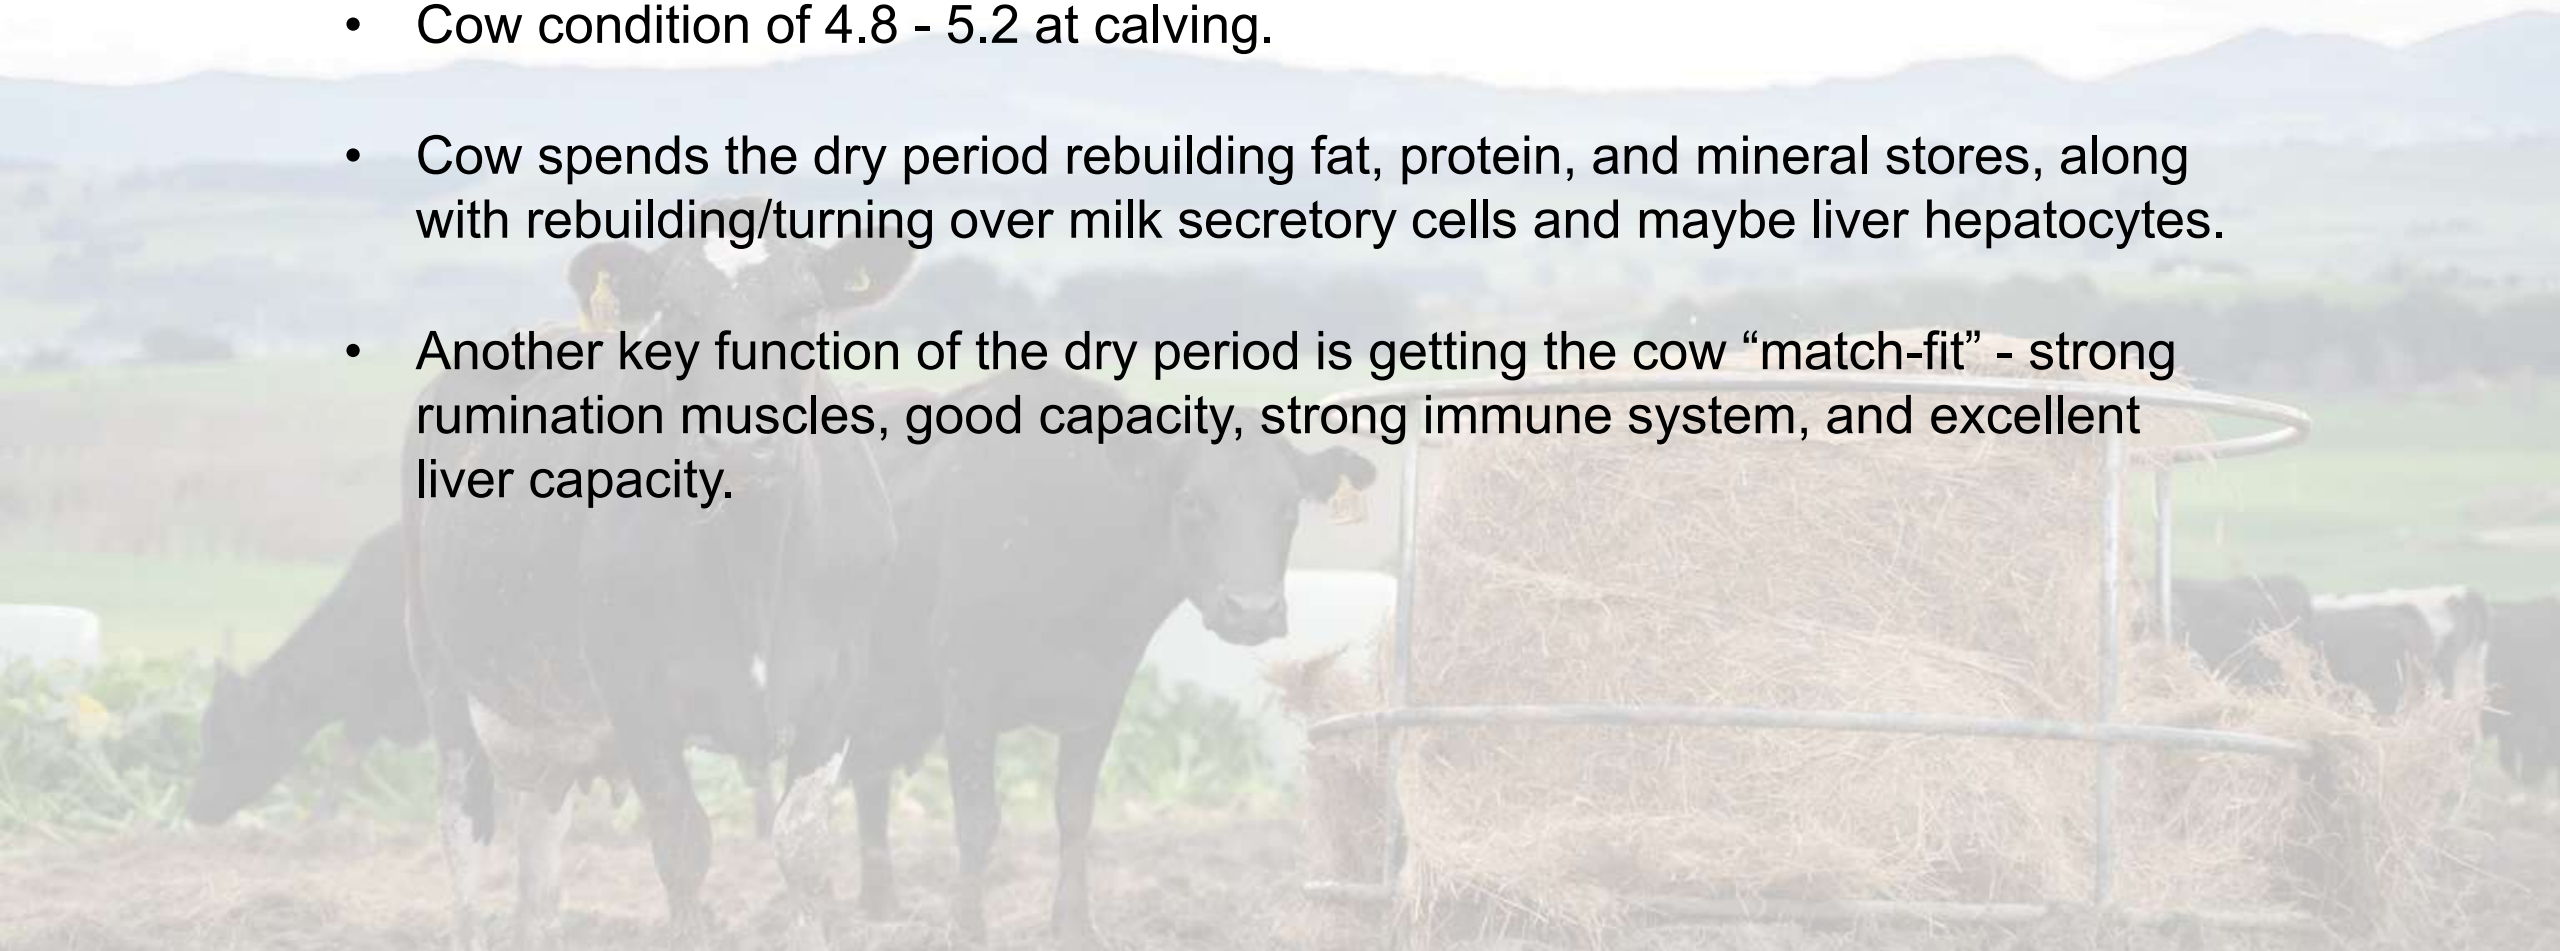 • Cow condition of 4.8 - 5.2 at calving.
• Cow spends the dry period rebuilding fat, protein, and mineral stores, along
with rebuilding/turning over milk secretory cells and maybe liver hepatocytes.
• Another key function of the dry period is getting the cow “match-fit” - strong
rumination muscles, good capacity, strong immune system, and excellent
liver capacity.